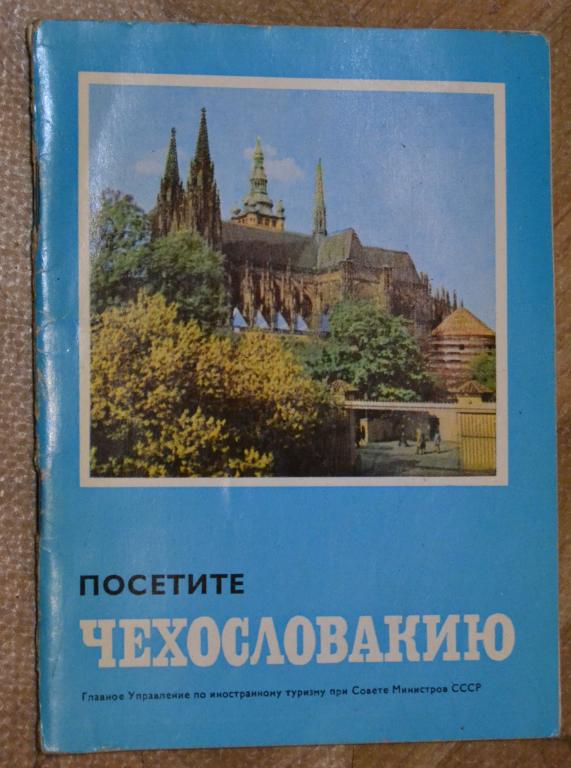 ПОСЕТИТЕ
ЧЕХОСЛОВАКИЮ
Главное Управление по иностранному туризму при Совете Министров СССР